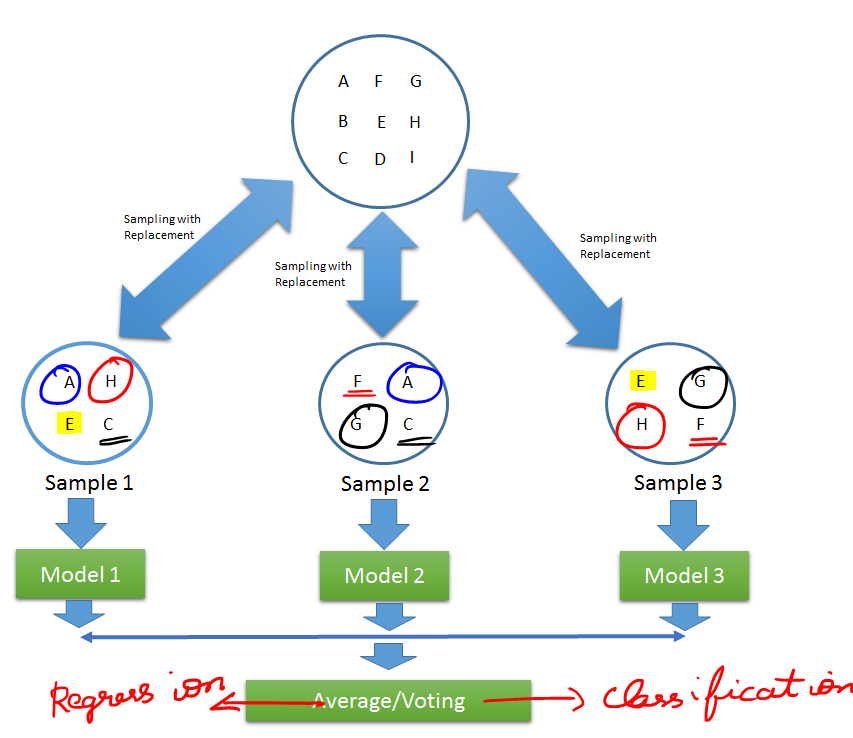 A F G
B E H
C D I
Sampling with
Replacement
Sampling with
Replacement
Sampling with
Replacement
A H
E C
Sample 1
F A
G C
Sample 2
E G
H F
Sample 3
Model 1
Model 2
Model 3
Regression
Average/Voting
classification